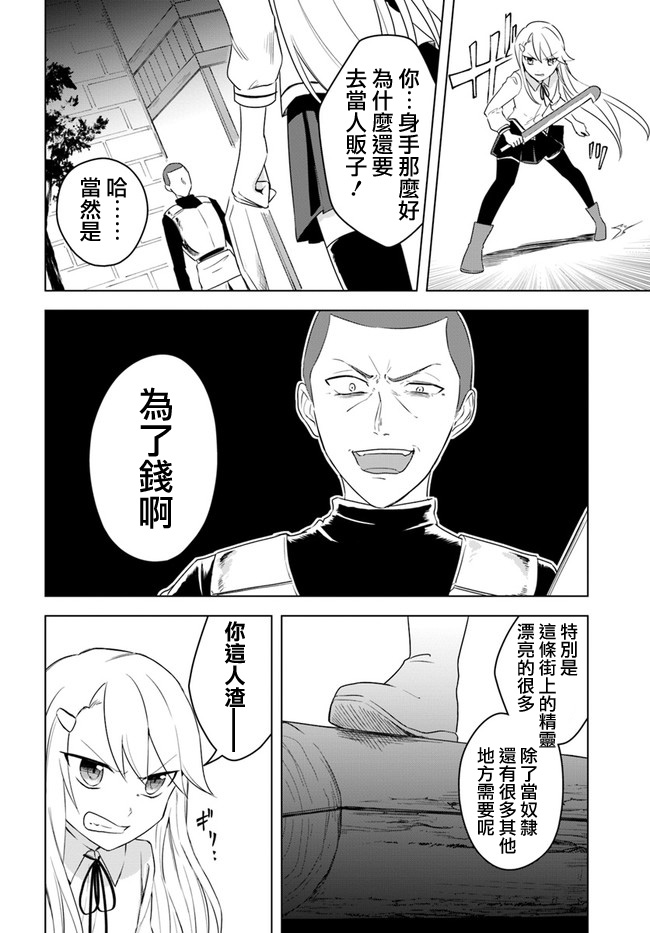 你…身手那麼好
為什麼還要
去當人販子！
哈……
當然是
為了錢啊
特別是
這條街上的精靈
漂亮的很多
除了當奴隸
還有很多其他
地方需要呢
你這人渣——